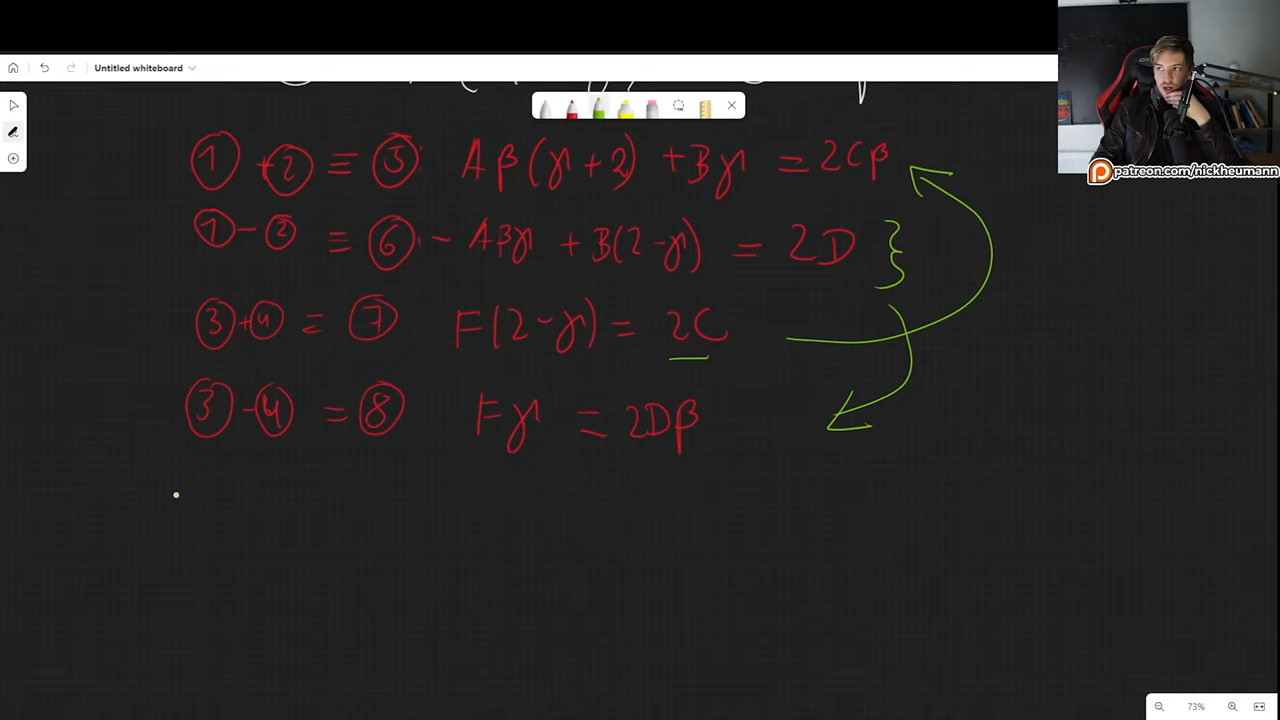 Untitled whiteboard
patreon.com/nickheumann
① + ② ≡ ⑤: Aβ(γ + 2) + Bγ = 2Cβ
① - ② ≡ ⑥: - Aβγ + B(2 - γ) = 2D
③ + ④ = ⑦ F(2 - γ) = 2C
③ - ④ = ⑧ Fγ = 2Dβ
73%